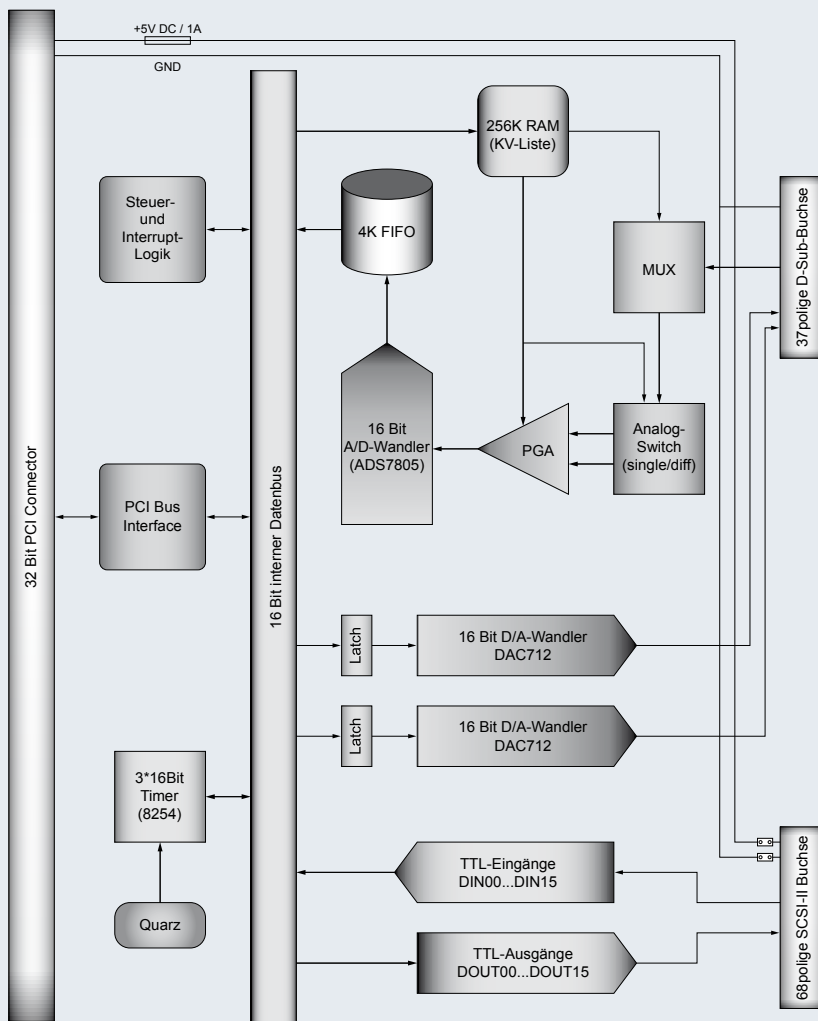 +5V DC / 1A
GND
256K RAM
(KV-Liste)
Steuer-
und
Interrupt-
Logik
4K FIFO
MUX
37polige D-Sub-Buchse
16 Bit
A/D-Wandler
(ADS7805)
PGA
Analog-
Switch
(single/diff)
32 Bit PCI Connector
PCI Bus
Interface
16 Bit interner Datenbus
Latch
16 Bit D/A-Wandler
DAC712
Latch
16 Bit D/A-Wandler
DAC712
3*16Bit
Timer
(8254)
TTL-Eingänge
DIN00...DIN15
Quarz
TTL-Ausgänge
DOUT00...DOUT15
68polige SCSI-II Buchse